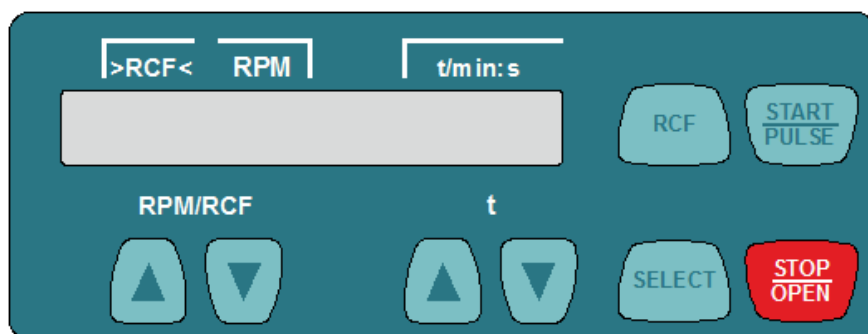 >RCF< RPM t/min:s
RCF
START
PULSE
RPM/RCF t
SELECT
STOP
OPEN